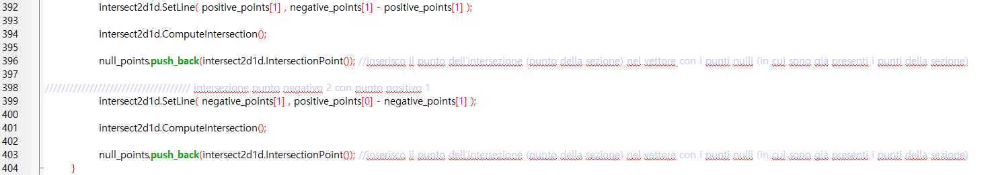 392 intersect2d1d.SetLine( positive_points[1] , negative_points[1] - positive_points[1] );
393
394 intersect2d1d.ComputeIntersection();
395
396 null_points.push_back(intersect2d1d.IntersectionPoint()); //inserisco il punto dell'intersezione (punto della sezione) nel vettore con i punti nulli (in cui sono già presenti i punti della sezione)
397
398 //////////////////////////////////// intersezione punto negativo 2 con punto positivo 1
399 intersect2d1d.SetLine( negative_points[1] , positive_points[0] - negative_points[1] );
400
401 intersect2d1d.ComputeIntersection();
402
403 null_points.push_back(intersect2d1d.IntersectionPoint()); //inserisco il punto dell'intersezione (punto della sezione) nel vettore con i punti nulli (in cui sono già presenti i punti della sezione)
404 }